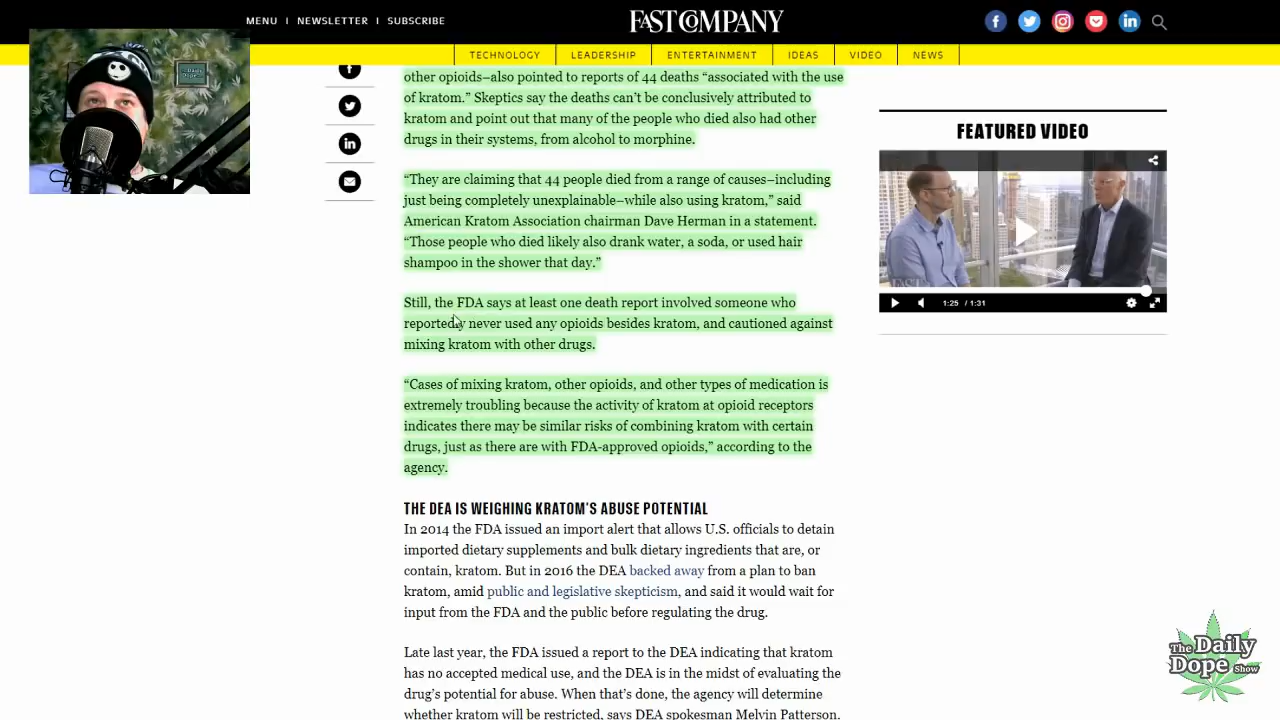 MENU | NEWSLETTER | SUBSCRIBE
FAST COMPANY
TECHNOLOGY
LEADERSHIP
ENTERTAINMENT
IDEAS
VIDEO
NEWS
other opioids–also pointed to reports of 44 deaths “associated with the use
of kratom.” Skeptics say the deaths can’t be conclusively attributed to
kratom and point out that many of the people who died also had other
drugs in their systems, from alcohol to morphine.
“They are claiming that 44 people died from a range of causes–including
just being completely unexplainable–while also using kratom,” said
American Kratom Association chairman Dave Herman in a statement.
“Those people who died likely also drank water, a soda, or used hair
shampoo in the shower that day.”
Still, the FDA says at least one death report involved someone who
reportedly never used any opioids besides kratom, and cautioned against
mixing kratom with other drugs.
“Cases of mixing kratom, other opioids, and other types of medication is
extremely troubling because the activity of kratom at opioid receptors
indicates there may be similar risks of combining kratom with certain
drugs, just as there are with FDA-approved opioids,” according to the
agency.
THE DEA IS WEIGHING KRATOM’S ABUSE POTENTIAL
In 2014 the FDA issued an import alert that allows U.S. officials to detain
imported dietary supplements and bulk dietary ingredients that are, or
contain, kratom. But in 2016 the DEA backed away from a plan to ban
kratom, amid public and legislative skepticism, and said it would wait for
input from the FDA and the public before regulating the drug.
Late last year, the FDA issued a report to the DEA indicating that kratom
has no accepted medical use, and the DEA is in the midst of evaluating the
drug’s potential for abuse. When that’s done, the agency will determine
whether kratom will be restricted, says DEA spokesman Melvin Patterson.
FEATURED VIDEO
1:25 / 1:31
The Daily
Dope Show